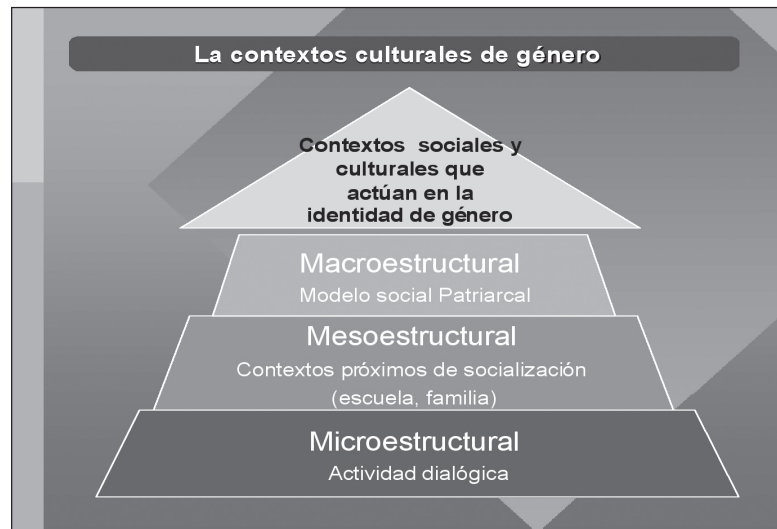 La contextos culturales de género
Contextos sociales y
culturales que
actúan en la
identidad de género
Macroestructural
Modelo social Patriarcal
Mesoestructural
Contextos próximos de socialización
(escuela, familia)
Microestructural
Actividad dialógica